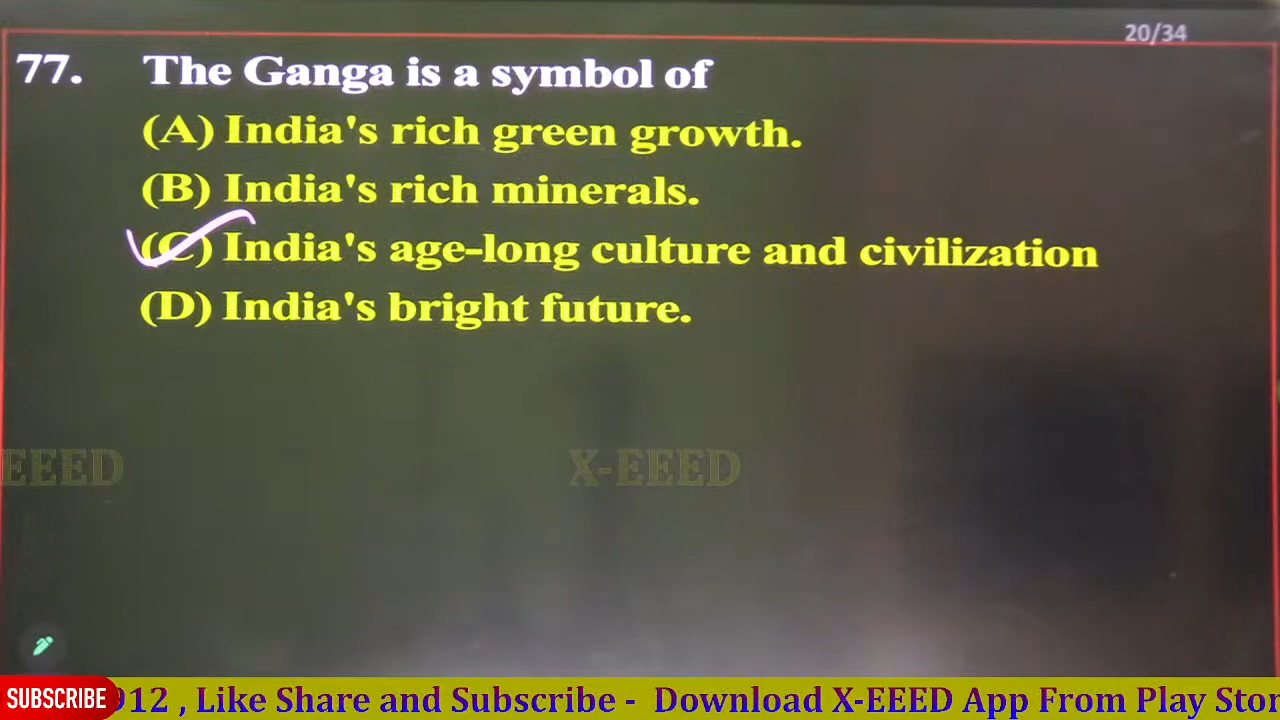 20/34
77. The Ganga is a symbol of
(A) India's rich green growth.
(B) India's rich minerals.
(C) India's age-long culture and civilization
(D) India's bright future.
EEED X-EEED
SUBSCRIBE 912 , Like Share and Subscribe - Download X-EEED App From Play Stor